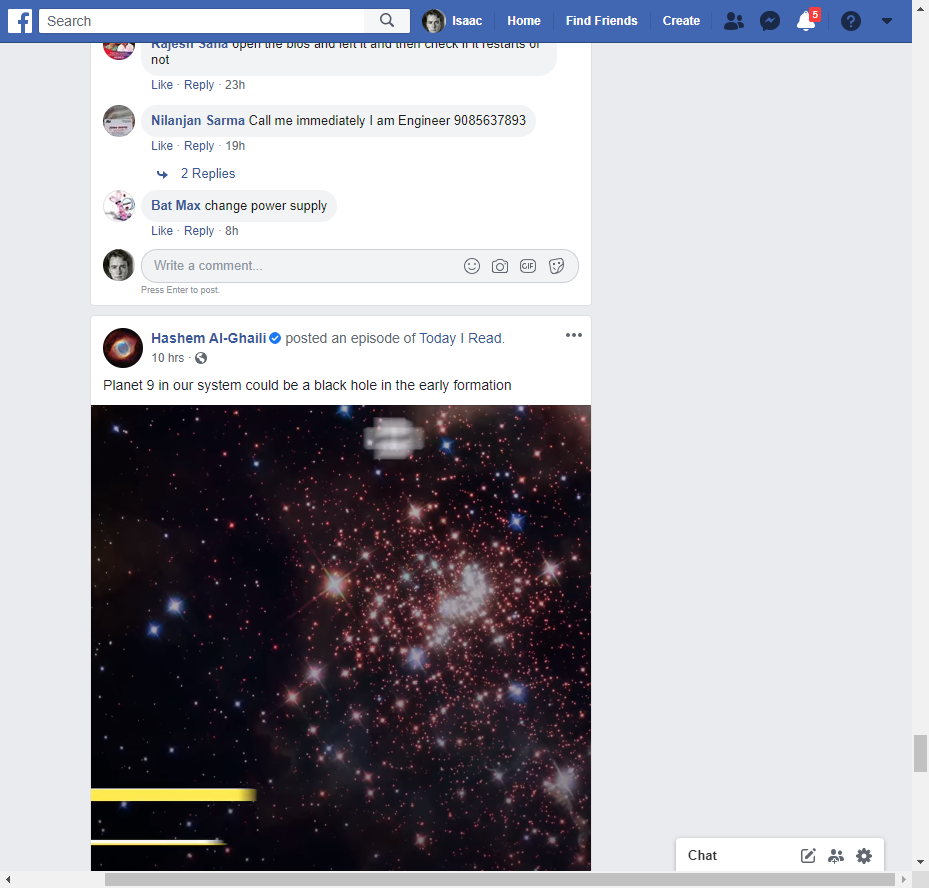 Search
Isaac
Home
Find Friends
Create
5
Rajesh Saha open the bios and left it and then check if it restarts or
not
Like · Reply · 23h
Nilanjan Sarma Call me immediately I am Engineer 9085637893
Like · Reply · 19h
2 Replies
Bat Max change power supply
Like · Reply · 8h
Write a comment...
GIF
Press Enter to post.
Hashem Al-Ghaili posted an episode of Today I Read.
10 hrs ·
Planet 9 in our system could be a black hole in the early formation
Chat